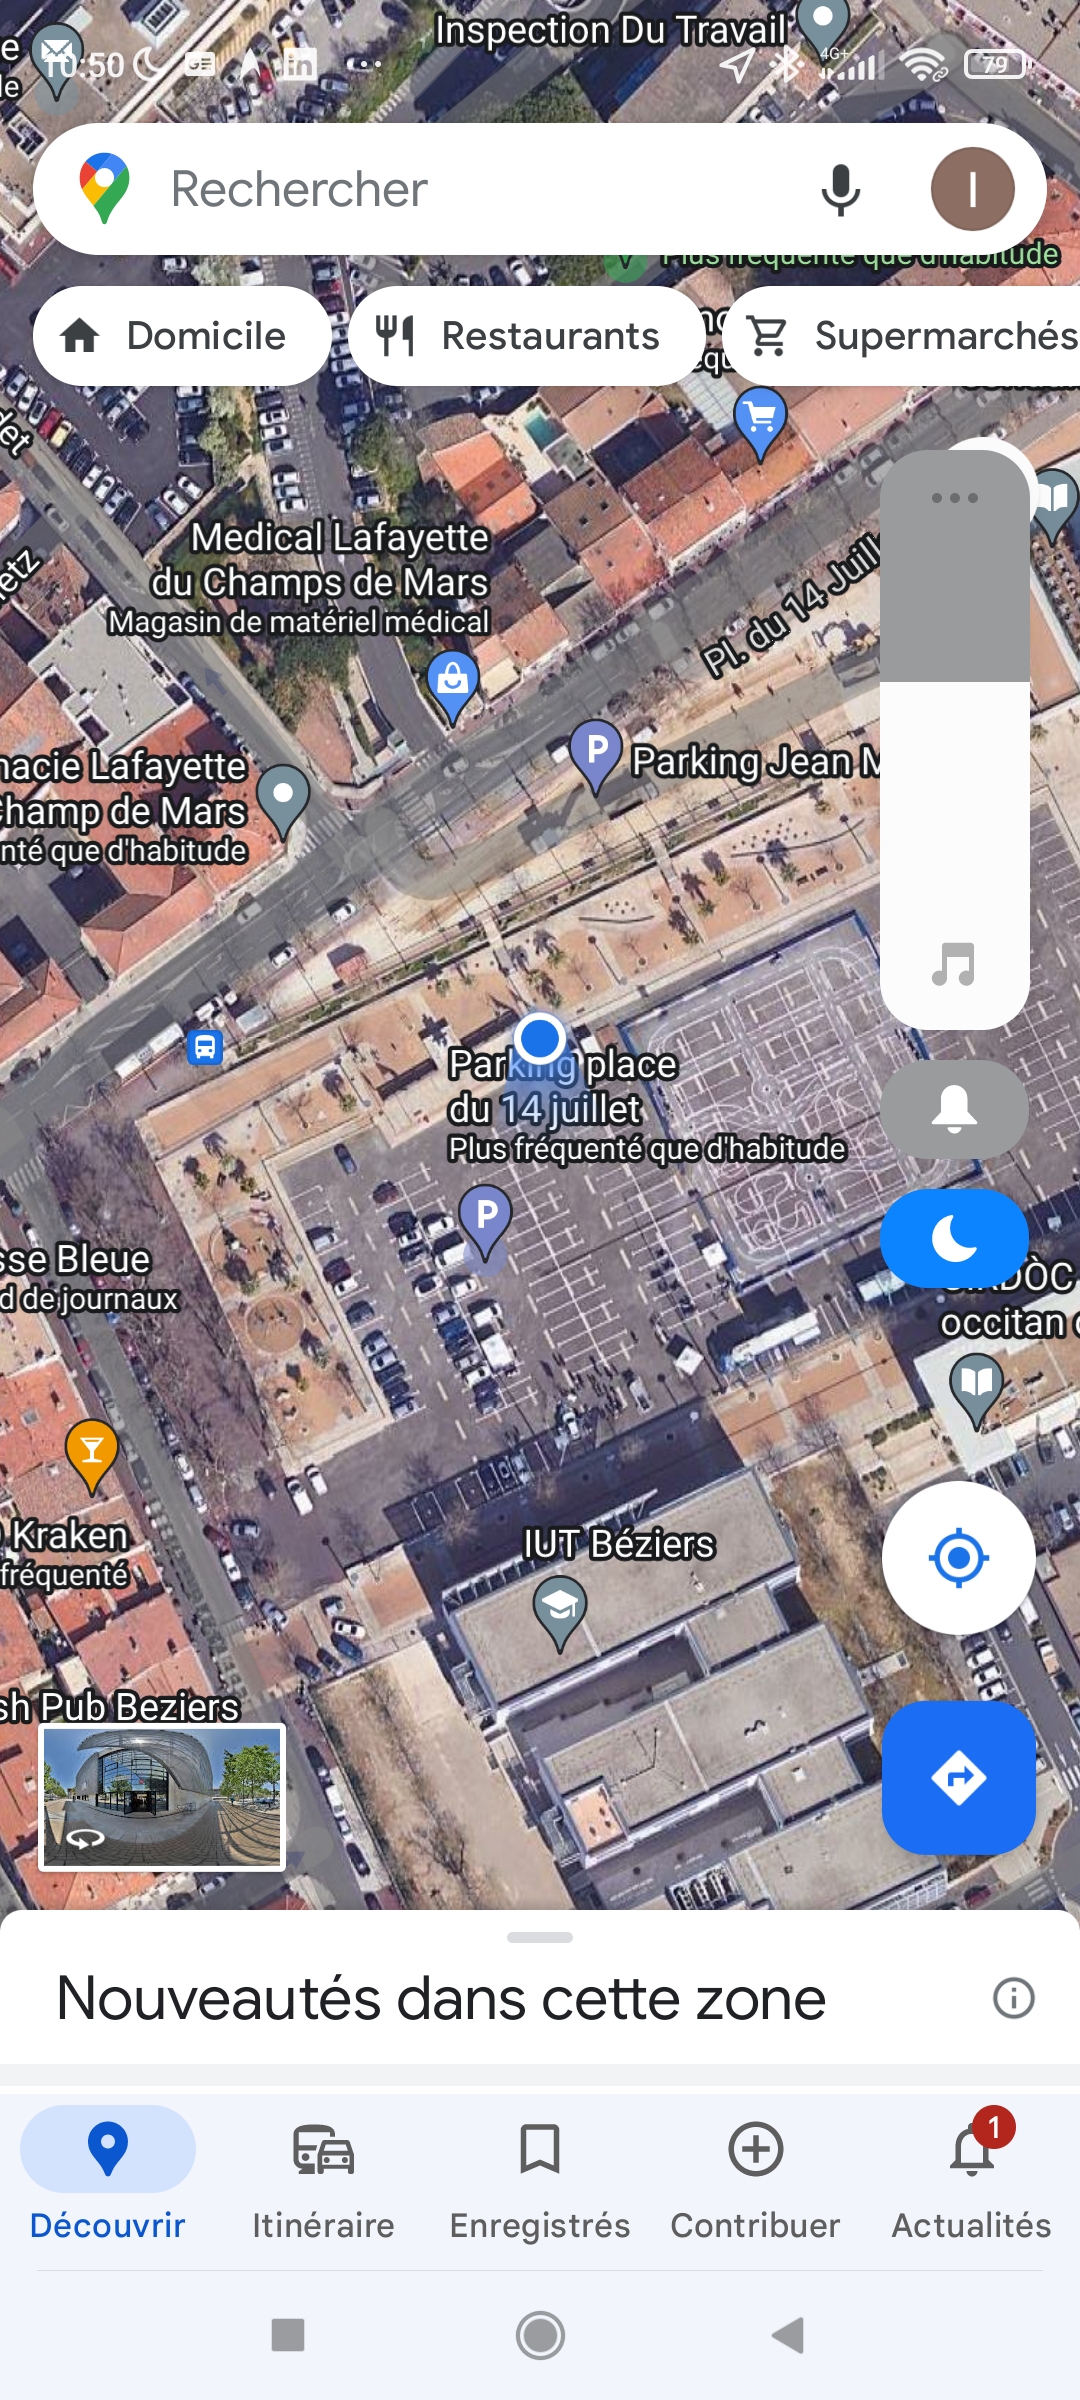 Inspection Du Travail
10:50
4G+
79
Rechercher
I
Plus fréquenté que d'habitude
Domicile
Restaurants
Supermarchés
Medical Lafayette
du Champs de Mars
Magasin de matériel médical
Pl. du 14 Juill
P
Parking Jean M
nacie Lafayette
Champ de Mars
nté que d'habitude
Parking place
du 14 juillet
Plus fréquenté que d'habitude
P
sse Bleue
d de journaux
occitan
Kraken
fréquenté
IUT Béziers
sh Pub Beziers
Nouveautés dans cette zone
1
Découvrir
Itinéraire
Enregistrés
Contribuer
Actualités